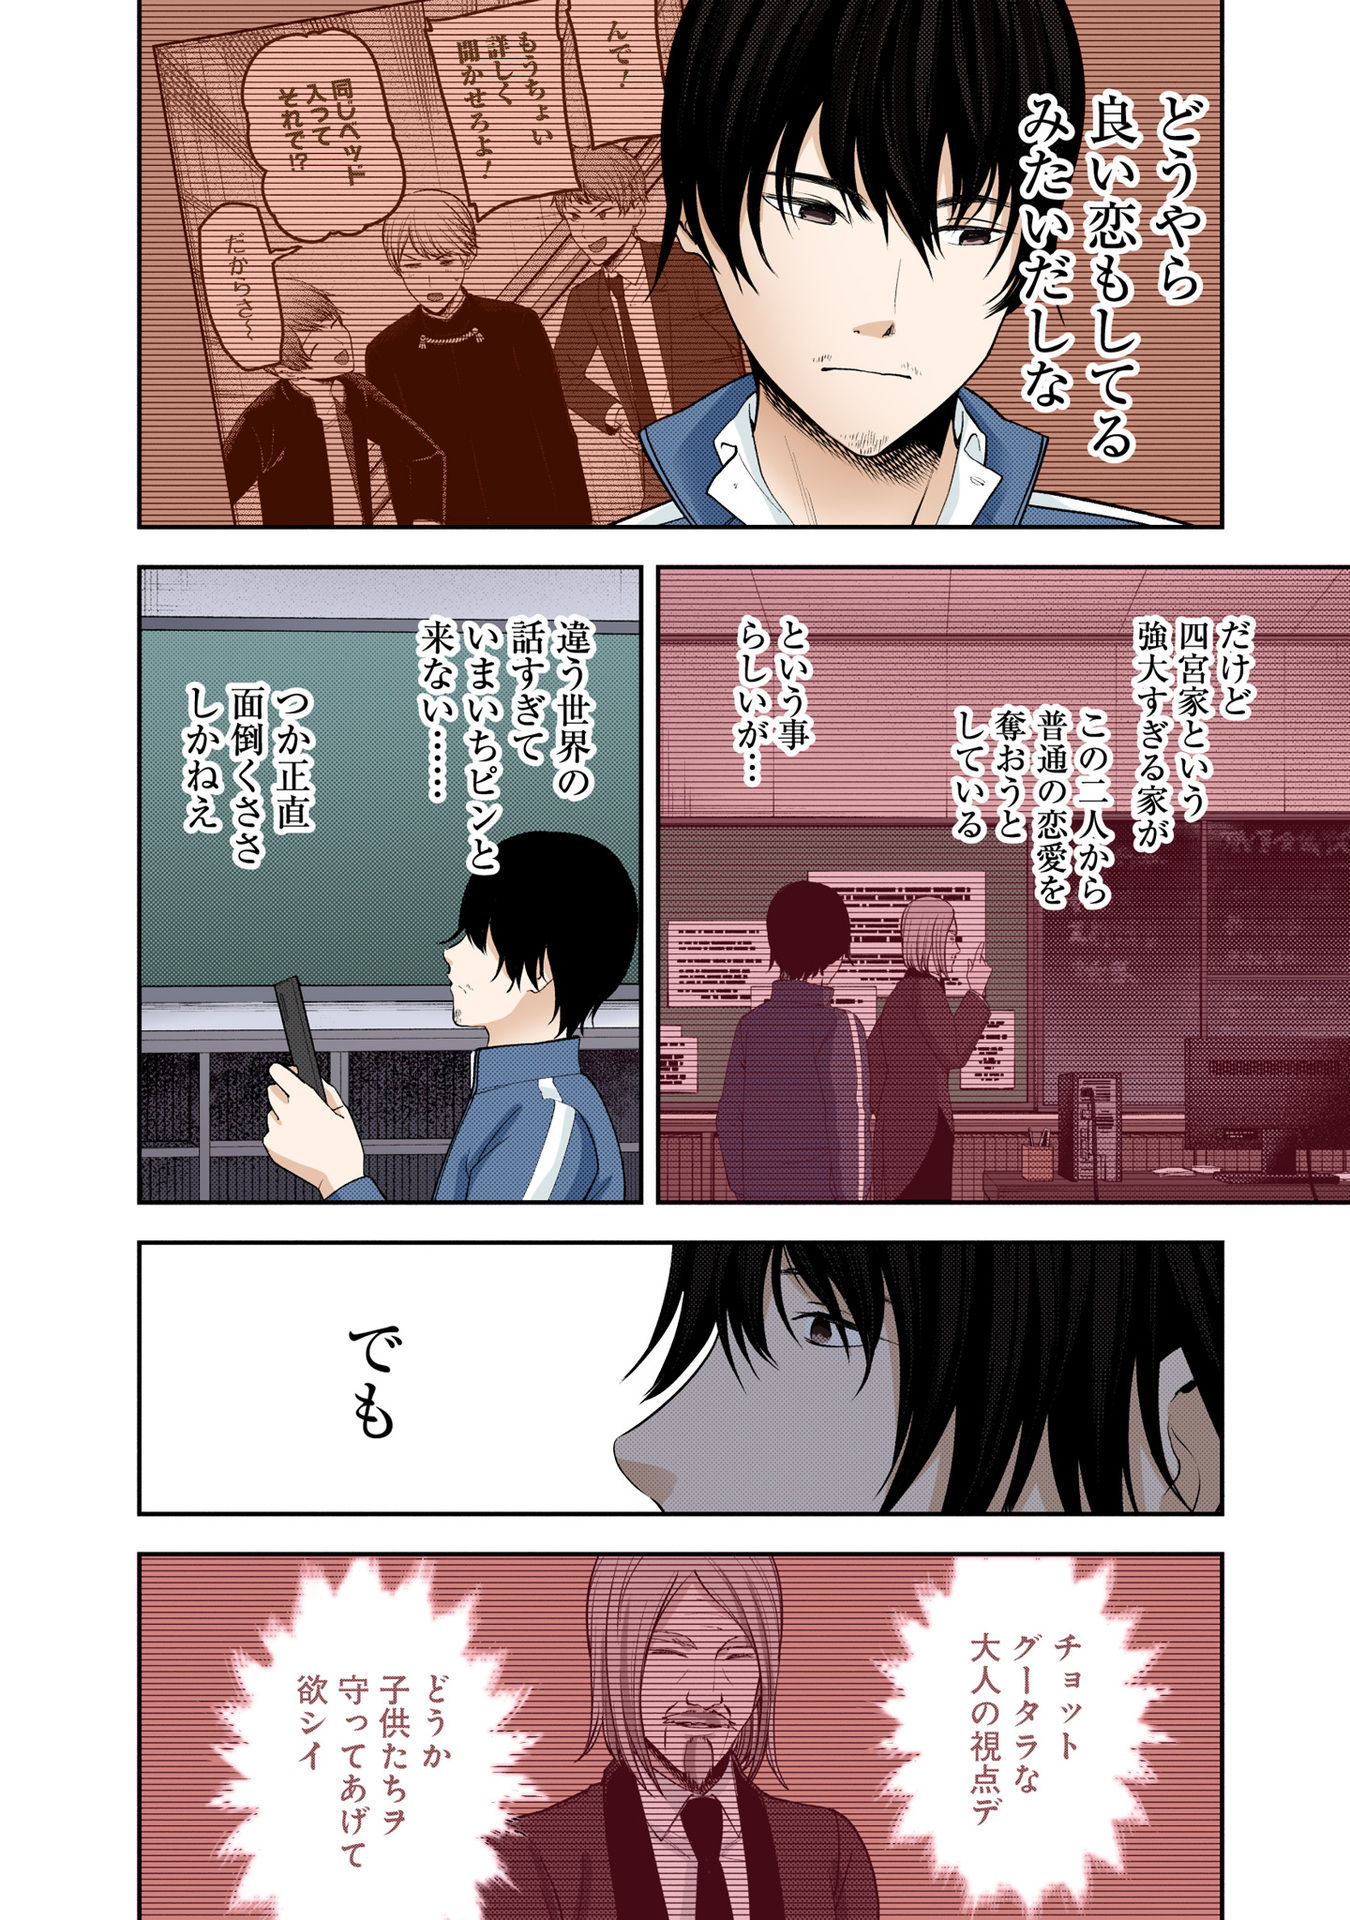 どうやら
良い恋もしてる
みたいだしな
んで！
もうちょい
詳しく
聞かせろよ！
同じベッド
入って
それで!?
だからさ〜
だけど
四宮家という
強大すぎる家が
この二人から
普通の恋愛を
奪おうと
している
という事
らしいが…
違う世界の
話すぎて
いまいちピンと
来ない………
つか正直
面倒くささ
しかねえ
でも
チョット
グータラな
大人の視点デ
どうか
子供たちヲ
守ってあげて
欲シイ